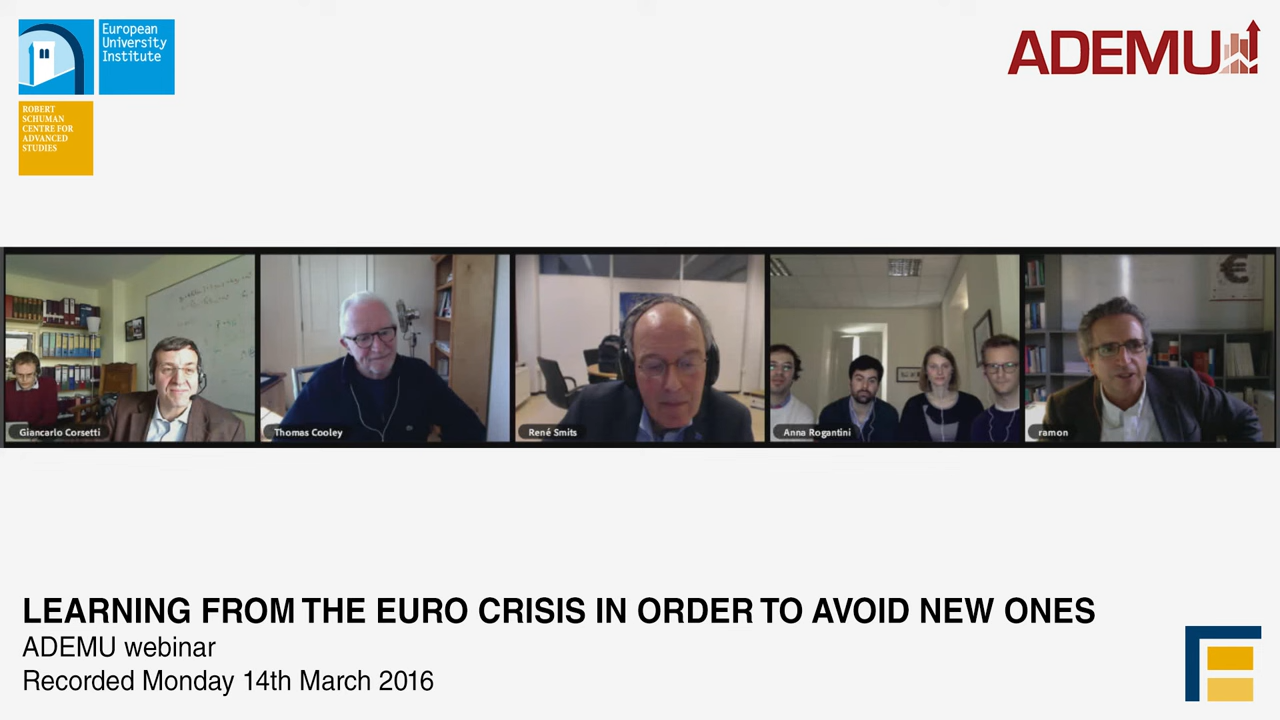 European
University
Institute
ADEMU
ROBERT
SCHUMAN
CENTRE FOR
ADVANCED
STUDIES
€
Giancarlo Corsetti
Thomas Cooley
René Smits
Anna Rogantini
ramon
LEARNING FROM THE EURO CRISIS IN ORDER TO AVOID NEW ONES
ADEMU webinar
Recorded Monday 14th March 2016